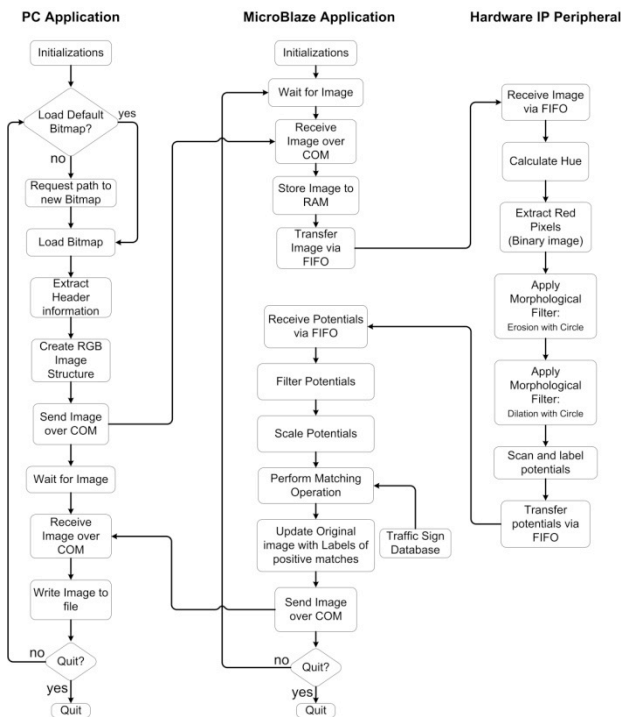 PC Application
Initializations
Load Default
Bitmap?
yes
no
Request path to
new Bitmap
Load Bitmap
Extract
Header
information
Create RGB
Image
Structure
Send Image
over COM
Wait for Image
Receive
Image over
COM
Write Image to
file
Quit?
no
yes
Quit
MicroBlaze Application
Initializations
Wait for Image
Receive
Image over
COM
Store Image to
RAM
Transfer
Image via
FIFO
Receive Potentials
via FIFO
Filter Potentials
Scale Potentials
Perform Matching
Operation
Traffic Sign
Database
Update Original
image with Labels of
positive matches
Send Image
over COM
Quit?
no
yes
Quit
Hardware IP Peripheral
Receive Image
via FIFO
Calculate Hue
Extract Red
Pixels
(Binary image)
Apply
Morphological
Filter:
Erosion with Circle
Apply
Morphological
Filter:
Dilation with Circle
Scan and label
potentials
Transfer
potentials via
FIFO